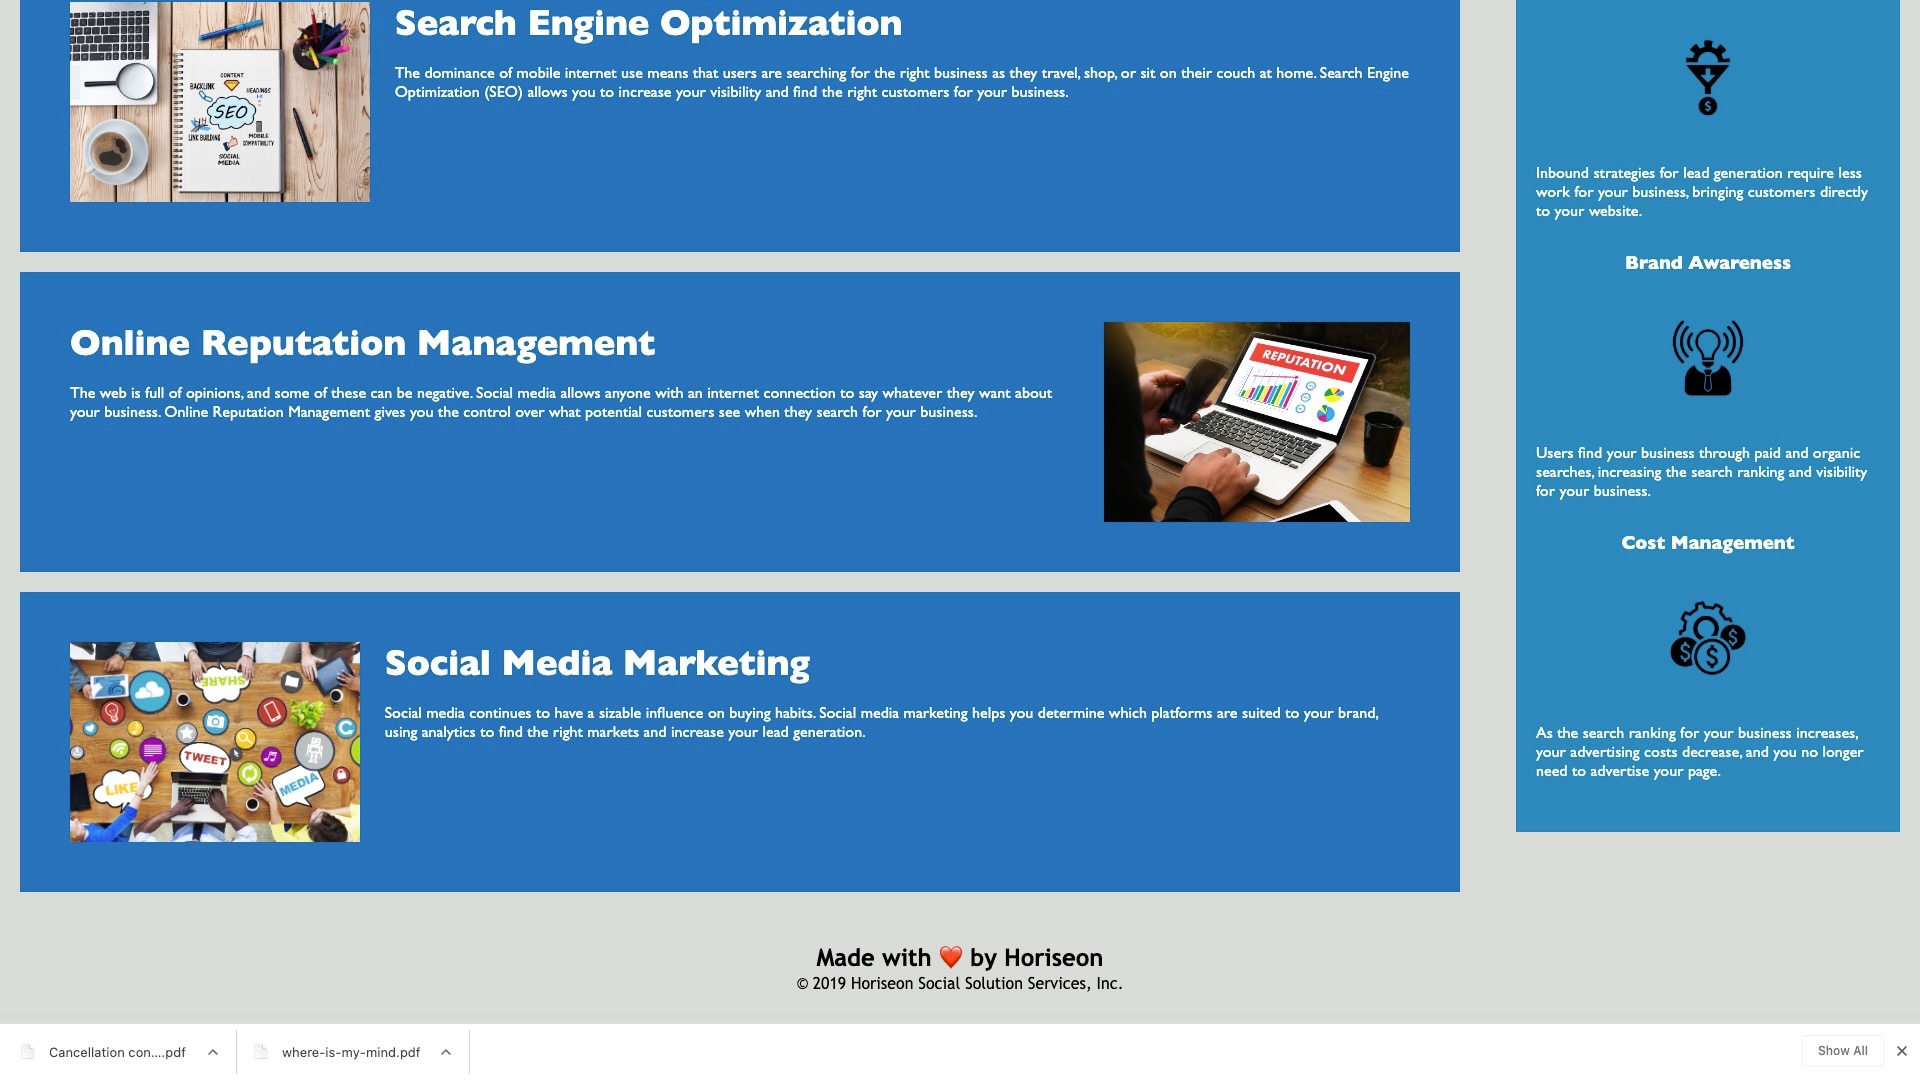 Search Engine Optimization
The dominance of mobile internet use means that users are searching for the right business as they travel, shop, or sit on their couch at home. Search Engine
Optimization (SEO) allows you to increase your visibility and find the right customers for your business.
CONTENT
BACKLINK
HEADINGS
SEO
LINK BUILDING
MOBILE
COMPATIBILITY
SOCIAL
MEDIA
Online Reputation Management
The web is full of opinions, and some of these can be negative. Social media allows anyone with an internet connection to say whatever they want about
your business. Online Reputation Management gives you the control over what potential customers see when they search for your business.
REPUTATION
Social Media Marketing
Social media continues to have a sizable influence on buying habits. Social media marketing helps you determine which platforms are suited to your brand,
using analytics to find the right markets and increase your lead generation.
SHARE
TWEET
LIKE
MEDIA
Inbound strategies for lead generation require less
work for your business, bringing customers directly
to your website.
Brand Awareness
Users find your business through paid and organic
searches, increasing the search ranking and visibility
for your business.
Cost Management
As the search ranking for your business increases,
your advertising costs decrease, and you no longer
need to advertise your page.
Made with ❤️ by Horiseon
© 2019 Horiseon Social Solution Services, Inc.
Cancellation con....pdf
where-is-my-mind.pdf
Show All